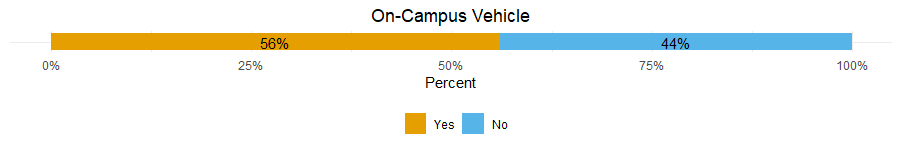 On-Campus Vehicle
56% 44%
0% 25% 50% 75% 100%
Percent
Yes No